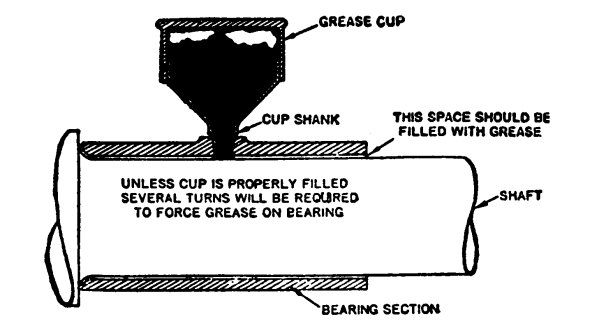 GREASE CUP
CUP SHANK
THIS SPACE SHOULD BE
FILLED WITH GREASE
UNLESS CUP IS PROPERLY FILLED
SEVERAL TURNS WILL BE REQUIRED
TO FORCE GREASE ON BEARING
SHAFT
BEARING SECTION